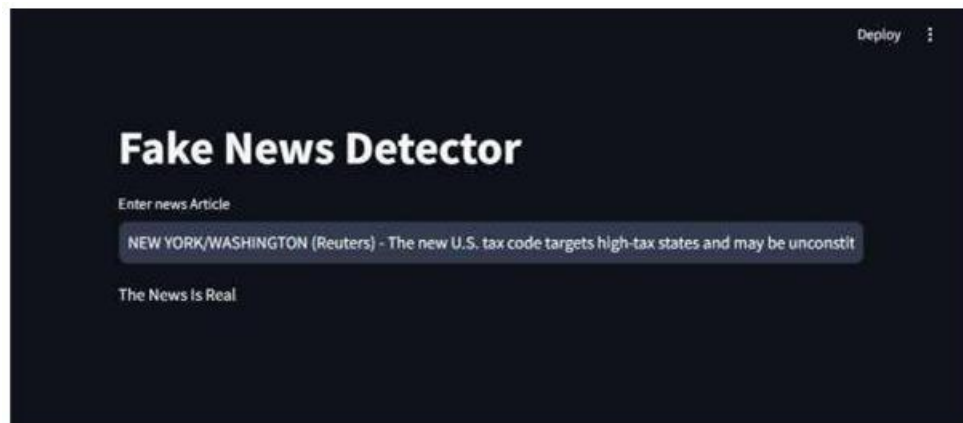 Deploy
Fake News Detector
Enter news Article
NEW YORK/WASHINGTON (Reuters) - The new U.S. tax code targets high-tax states and may be unconstit
The News Is Real